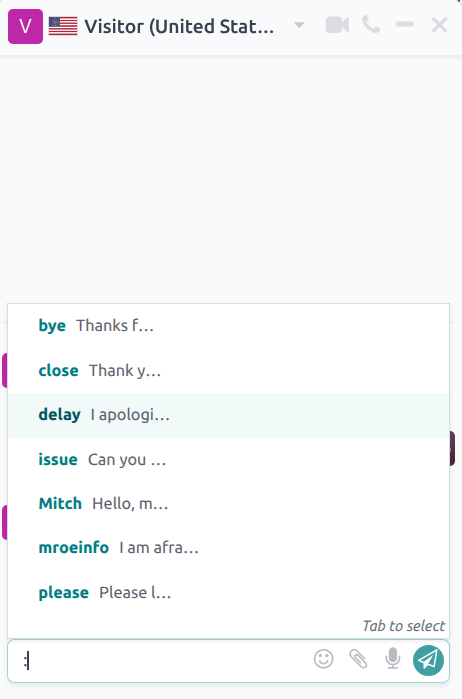 V Visitor (United Stat...
bye Thanks f...
close Thank y...
delay I apologi...
issue Can you ...
Mitch Hello, m...
mroeinfo I am afra...
please Please l...
Tab to select
: